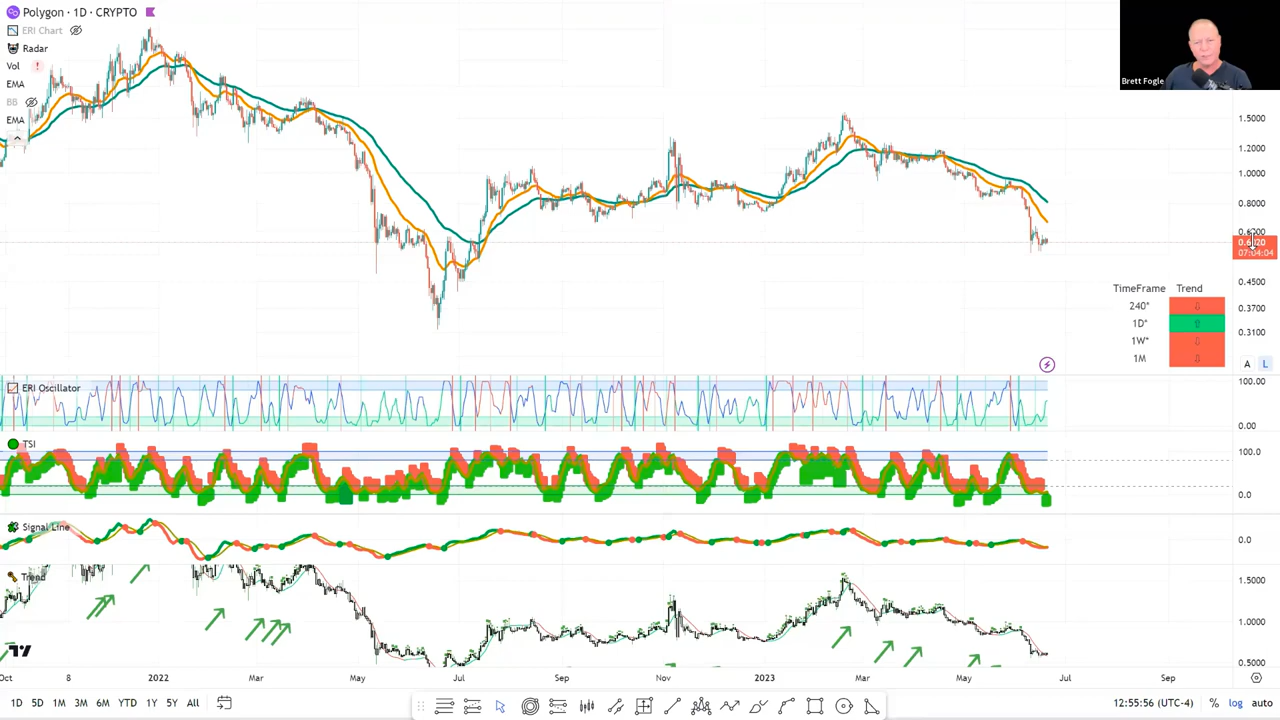 Polygon · 1D · CRYPTO
ERI Chart
Radar
Vol !
EMA
BB
EMA
Brett Fogle
1.5000
1.2000
1.0000
0.8000
07:04:04
0.4500
0.3700
0.3100
TimeFrame Trend
240*
1D*
1W*
1M
A L
ERI Oscillator
100.00
0.00
TSI
100.0
0.0
Signal Line
0.0
Trend
1.5000
1.0000
0.5000
Oct 8 2022 Mar May Jul Sep Nov 2023 Mar May Jul Sep
1D 5D 1M 3M 6M YTD 1Y 5Y All
12:55:56 (UTC-4) % log auto